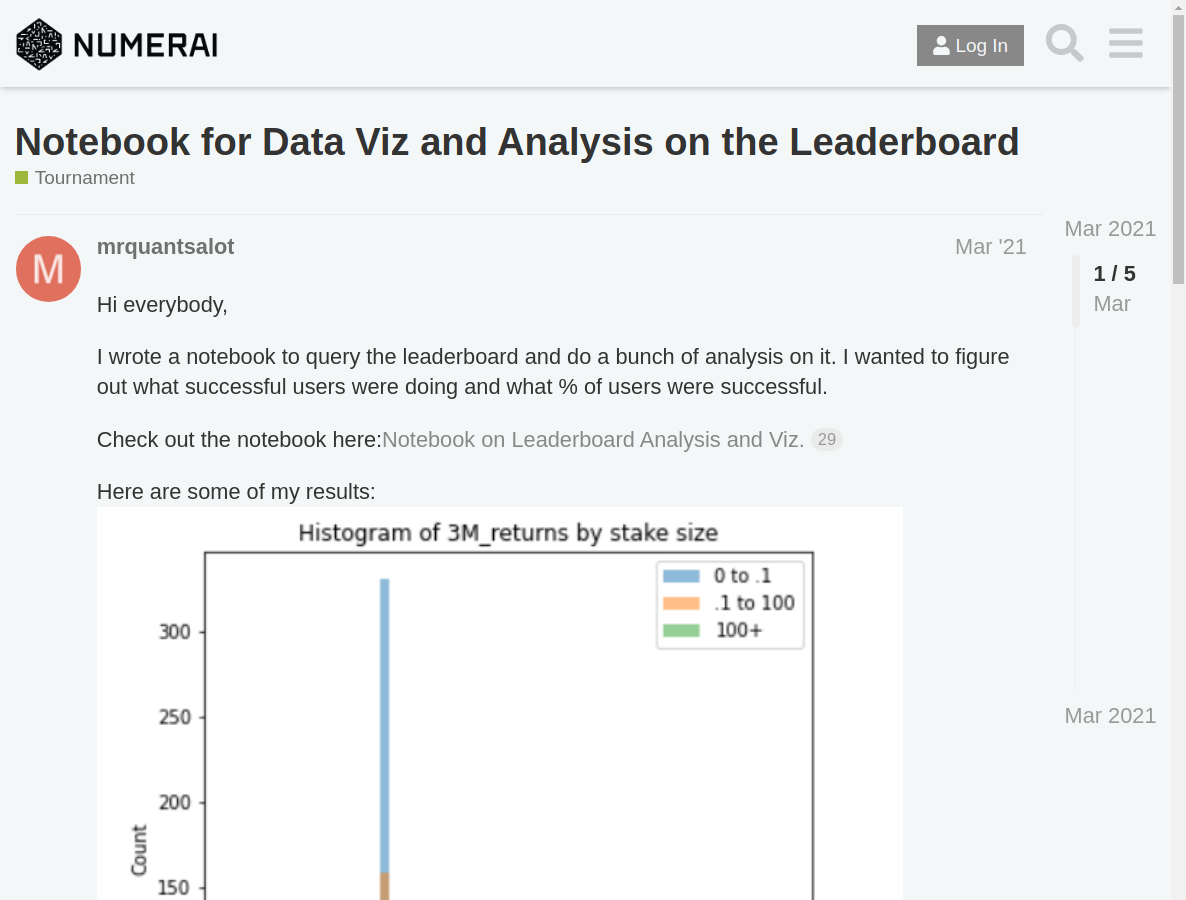 NUMERAI
Log In
Notebook for Data Viz and Analysis on the Leaderboard
Tournament
mrquantsalot
Mar '21
Hi everybody,
I wrote a notebook to query the leaderboard and do a bunch of analysis on it. I wanted to figure
out what successful users were doing and what % of users were successful.
Check out the notebook here:Notebook on Leaderboard Analysis and Viz. 29
Here are some of my results:
Histogram of 3M_returns by stake size
0 to .1
.1 to 100
100+
300
250
200
150
Count
Mar 2021
1 / 5
Mar
Mar 2021
M